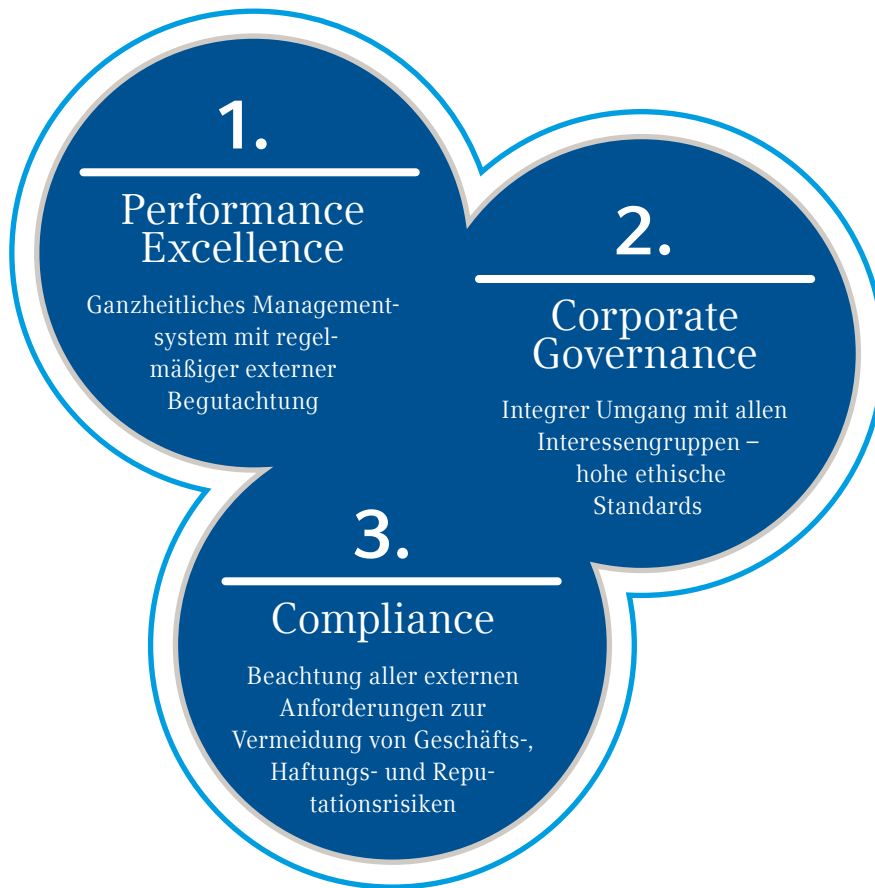 1.
Performance
Excellence
Ganzheitliches Management-
system mit regel-
mäßiger externer
Begutachtung
2.
Corporate
Governance
Integrer Umgang mit allen
Interessengruppen –
hohe ethische
Standards
3.
Compliance
Beachtung aller externen
Anforderungen zur
Vermeidung von Geschäfts-,
Haftungs- und Repu-
tationsrisiken